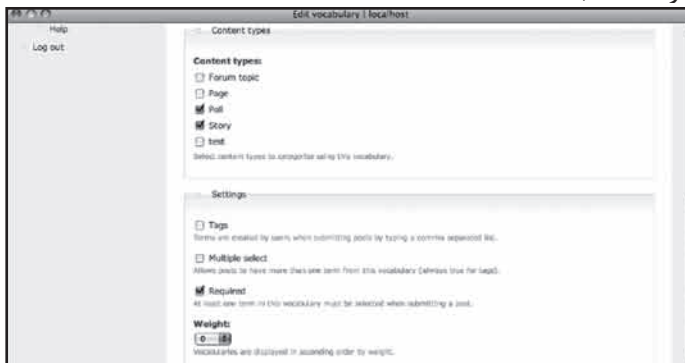 Edit vocabulary | localhost
Help
Log out
Content types
Content types:
Forum topic
Page
Poll
Story
test
Select content types to categorize using this vocabulary.
Settings
Tags
Terms are created by users when submitting posts by typing a comma separated list.
Multiple select
Allows posts to have more than one term from this vocabulary (always true for tags).
Required
At least one term in this vocabulary must be selected when submitting a post.
Weight:
0
Vocabularies are displayed in ascending order by weight.